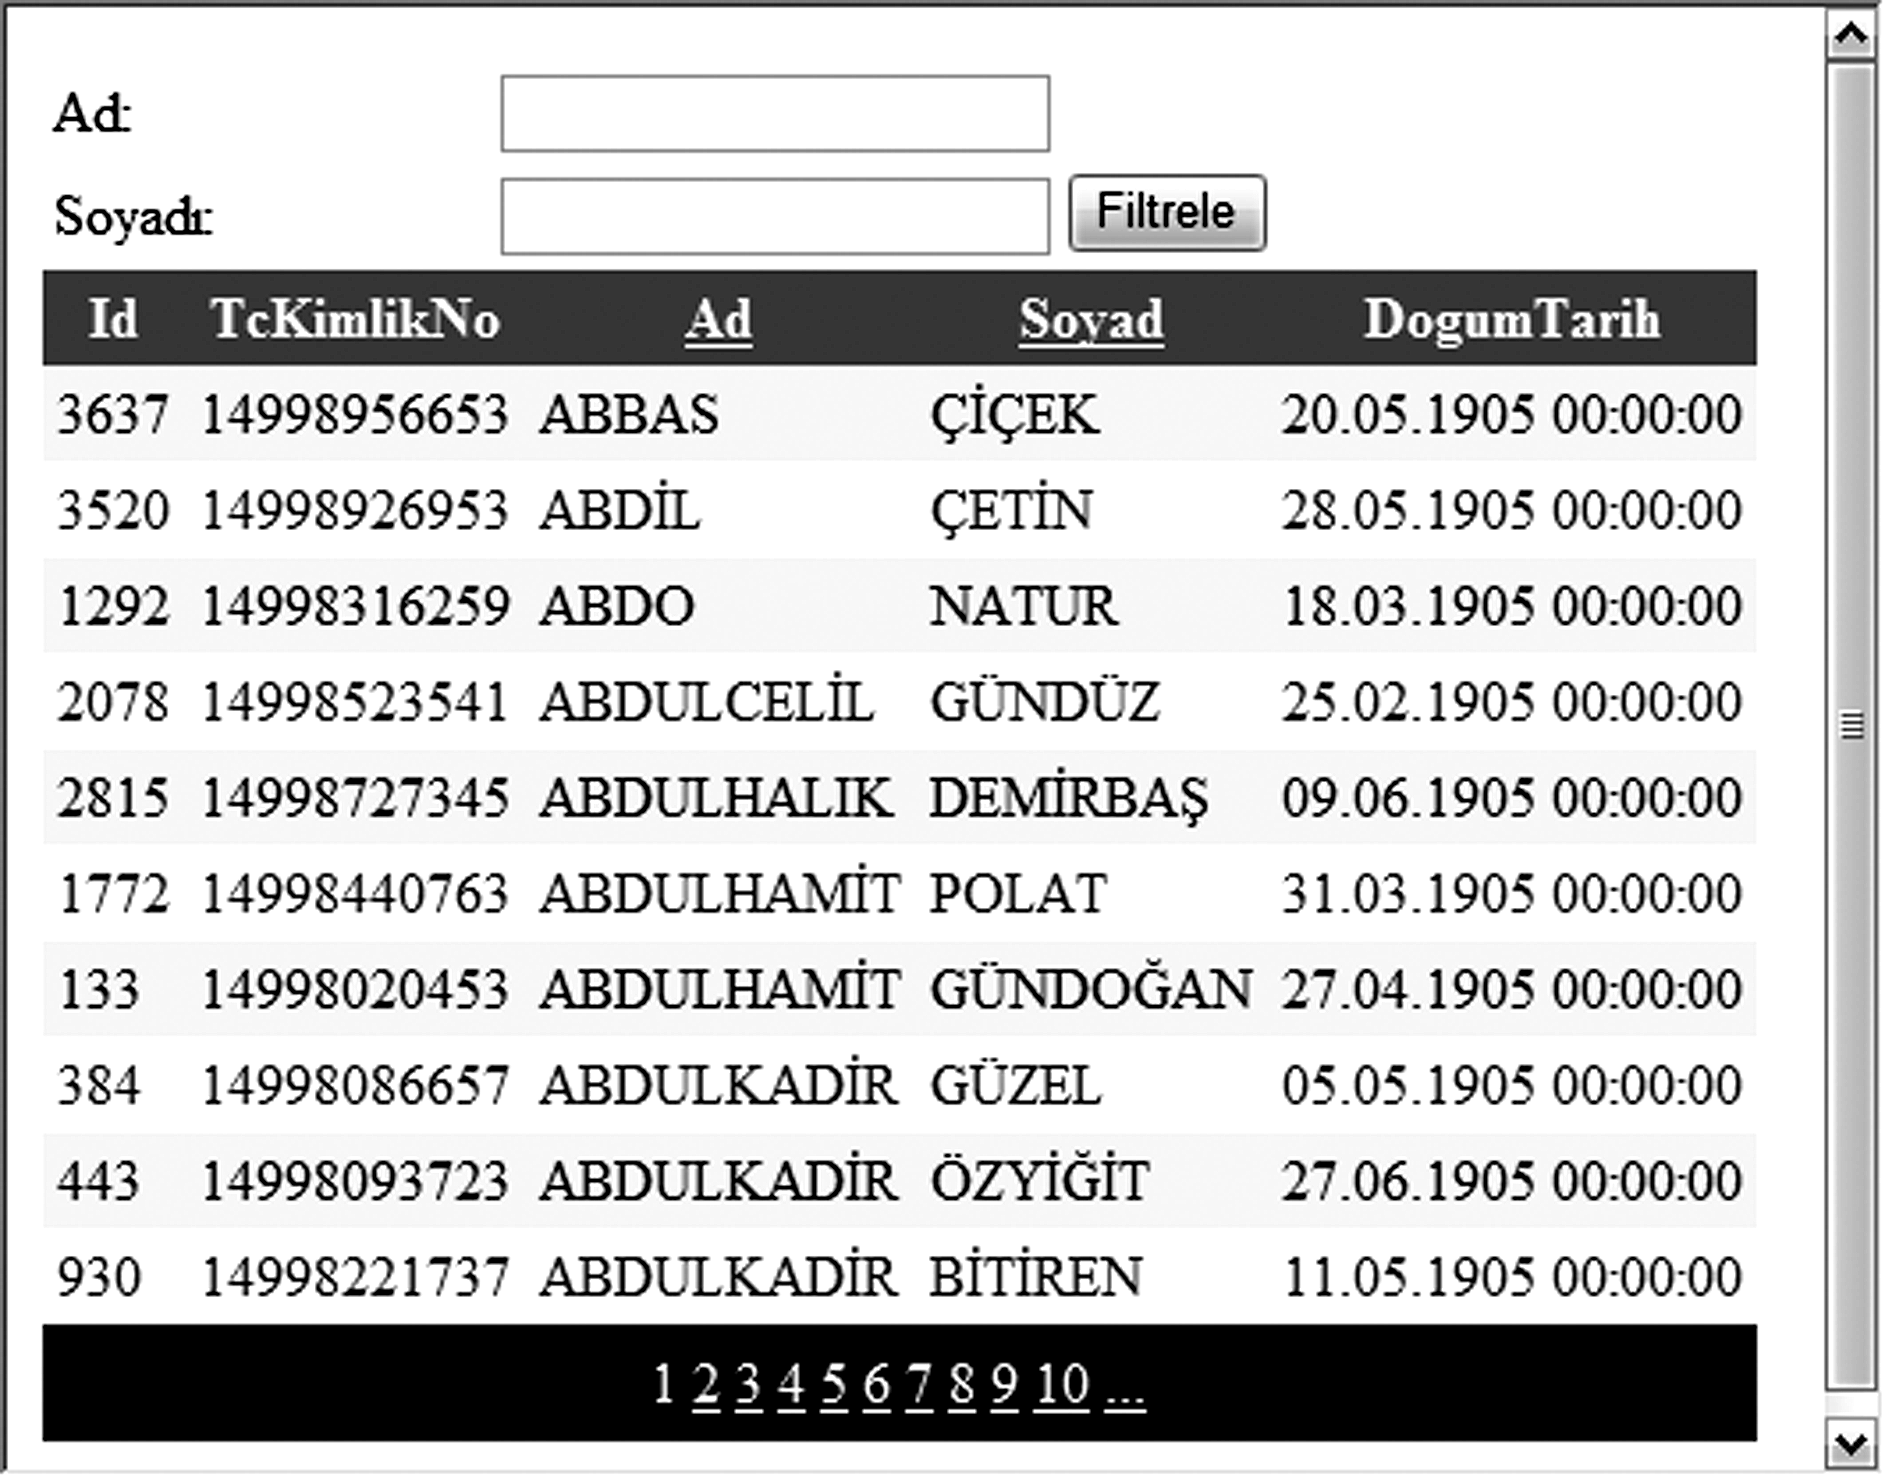 Ad:
Soyadı:
Filtrele
Id TcKimlikNo Ad Soyad DogumTarih
3637 14998956653 ABBAS ÇİÇEK 20.05.1905 00:00:00
3520 14998926953 ABDİL ÇETİN 28.05.1905 00:00:00
1292 14998316259 ABDO NATUR 18.03.1905 00:00:00
2078 14998523541 ABDULCELİL GÜNDÜZ 25.02.1905 00:00:00
2815 14998727345 ABDULHALIK DEMİRBAŞ 09.06.1905 00:00:00
1772 14998440763 ABDULHAMİT POLAT 31.03.1905 00:00:00
133 14998020453 ABDULHAMİT GÜNDOĞAN 27.04.1905 00:00:00
384 14998086657 ABDULKADİR GÜZEL 05.05.1905 00:00:00
443 14998093723 ABDULKADİR ÖZYİĞİT 27.06.1905 00:00:00
930 14998221737 ABDULKADİR BİTİREN 11.05.1905 00:00:00
1 2 3 4 5 6 7 8 9 10 ...